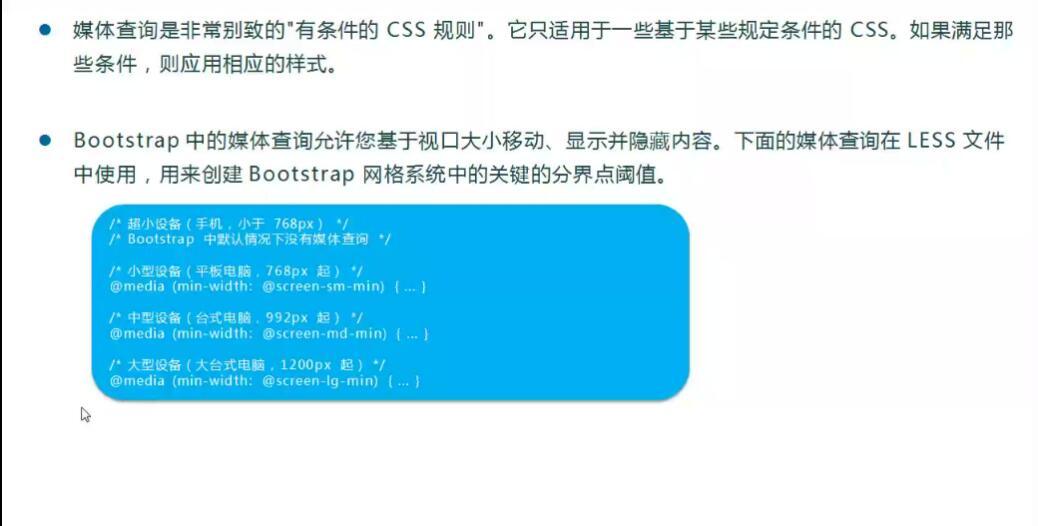 媒体查询是非常别致的"有条件的 CSS 规则"。它只适用于一些基于某些规定条件的 CSS。如果满足那
些条件，则应用相应的样式。
Bootstrap 中的媒体查询允许您基于视口大小移动、显示并隐藏内容。下面的媒体查询在 LESS 文件
中使用，用来创建 Bootstrap 网格系统中的关键的分界点阈值。
/* 超小设备（手机，小于 768px） */
/* Bootstrap 中默认情况下没有媒体查询 */
/* 小型设备（平板电脑，768px 起） */
@media (min-width: @screen-sm-min) { ... }
/* 中型设备（台式电脑，992px 起） */
@media (min-width: @screen-md-min) { ... }
/* 大型设备（大台式电脑，1200px 起） */
@media (min-width: @screen-lg-min) { ... }